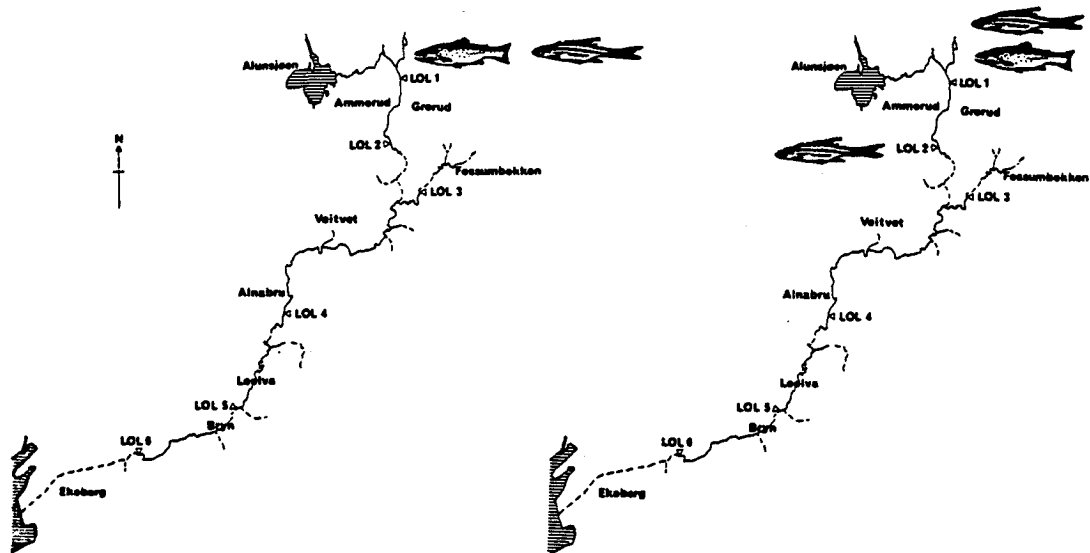 Alunsjøen
LOL 1
Ammerud
Grorud
N
LOL 2
Fossumbekken
LOL 3
Veitvet
Alnabru
LOL 4
Loelva
LOL 5
Bryn
LOL 6
Ekeberg
Alunsjøen
LOL 1
Ammerud
Grorud
LOL 2
Fossumbekken
LOL 3
Veitvet
Alnabru
LOL 4
Loelva
LOL 5
Bryn
LOL 6
Ekeberg